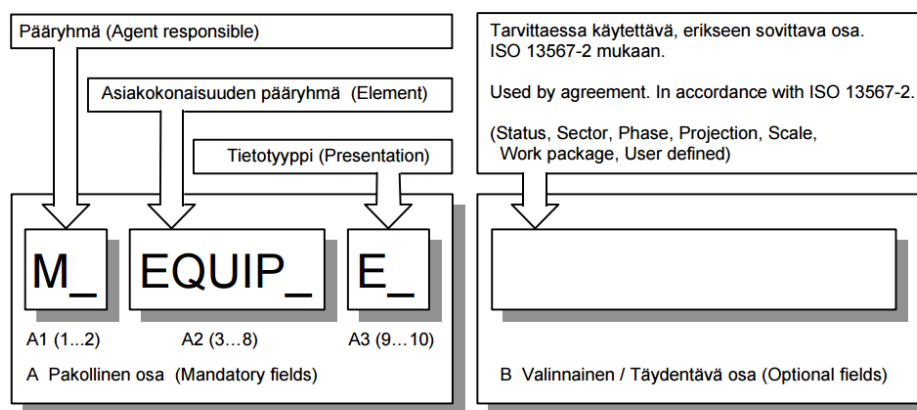 Pääryhmä (Agent responsible)
Asiakokonaisuuden pääryhmä (Element)
Tietotyyppi (Presentation)
M_
EQUIP_
E_
A1 (1...2)
A2 (3...8)
A3 (9...10)
A Pakollinen osa (Mandatory fields)
Tarvittaessa käytettävä, erikseen sovittava osa.
ISO 13567-2 mukaan.
Used by agreement. In accordance with ISO 13567-2.
(Status, Sector, Phase, Projection, Scale,
Work package, User defined)
B Valinnainen / Täydentävä osa (Optional fields)